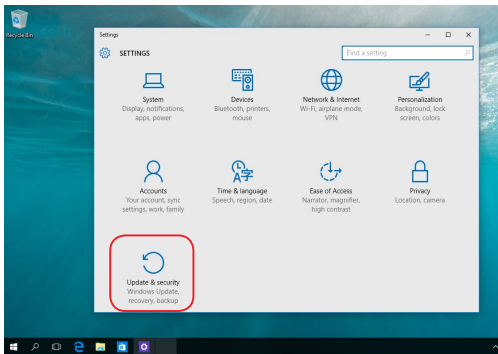 Recycle Bin
Settings
SETTINGS
Find a setting
System
Display, notifications,
apps, power
Devices
Bluetooth, printers,
mouse
Network & Internet
Wi-Fi, airplane mode,
VPN
Personalization
Background, lock
screen, colors
Accounts
Your account, sync
settings, work, family
Time & language
Speech, region, date
Ease of Access
Narrator, magnifier,
high contrast
Privacy
Location, camera
Update & security
Windows Update,
recovery, backup